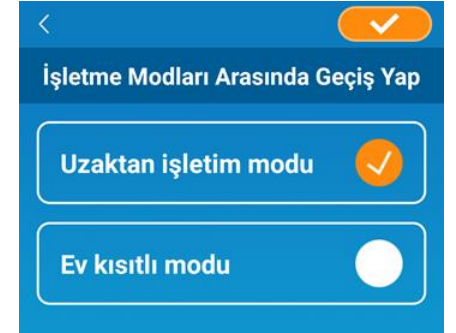 İşletme Modları Arasında Geçiş Yap
Uzaktan işletim modu
Ev kısıtlı modu